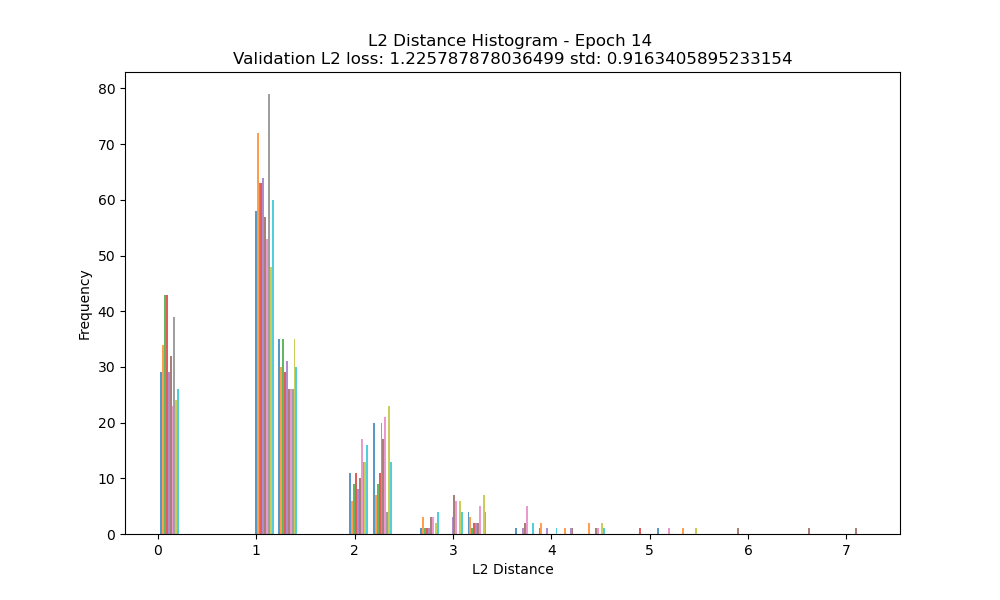 L2 Distance Histogram - Epoch 14
Validation L2 loss: 1.225787878036499 std: 0.9163405895233154
80
70
60
50
40
30
20
10
0
Frequency
0 1 2 3 4 5 6 7
L2 Distance